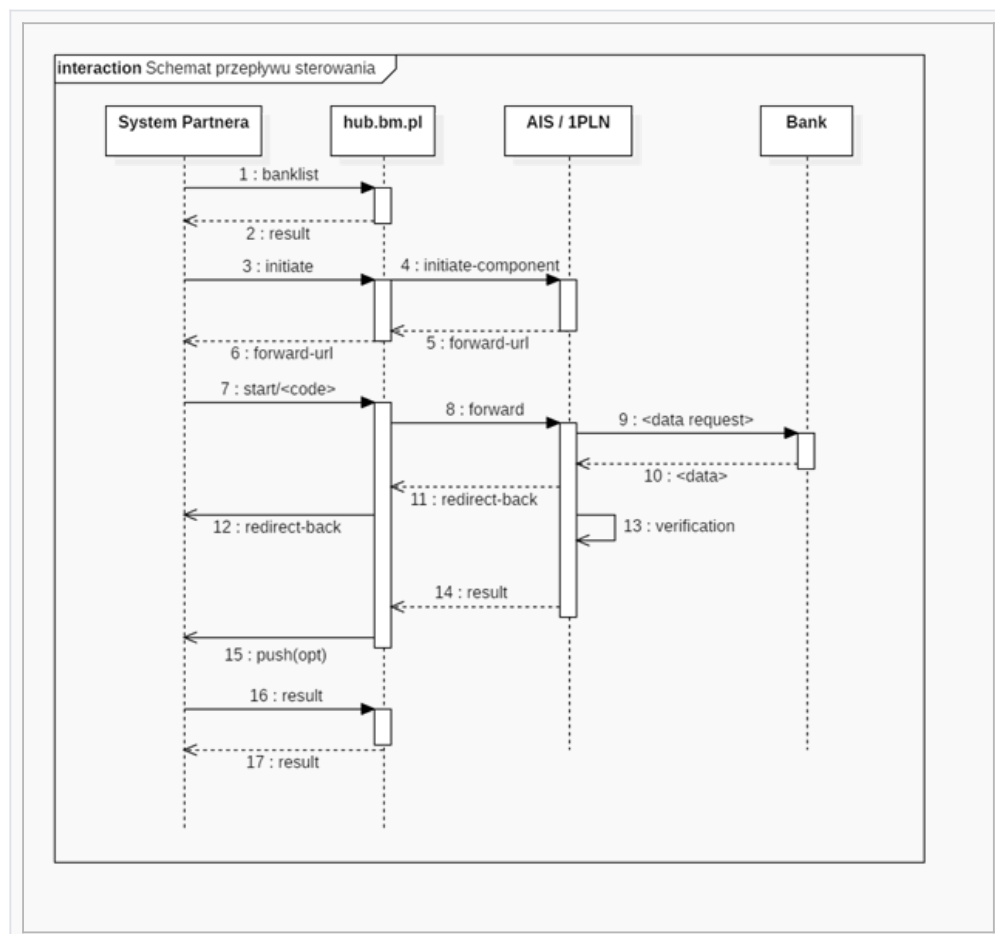 interaction Schemat przepływu sterowania
System Partnera
hub.bm.pl
AIS / 1PLN
Bank
1 : banklist
2 : result
3 : initiate
4 : initiate-component
5 : forward-url
6 : forward-url
7 : start/<code>
8 : forward
9 : <data request>
10 : <data>
11 : redirect-back
12 : redirect-back
13 : verification
14 : result
15 : push(opt)
16 : result
17 : result